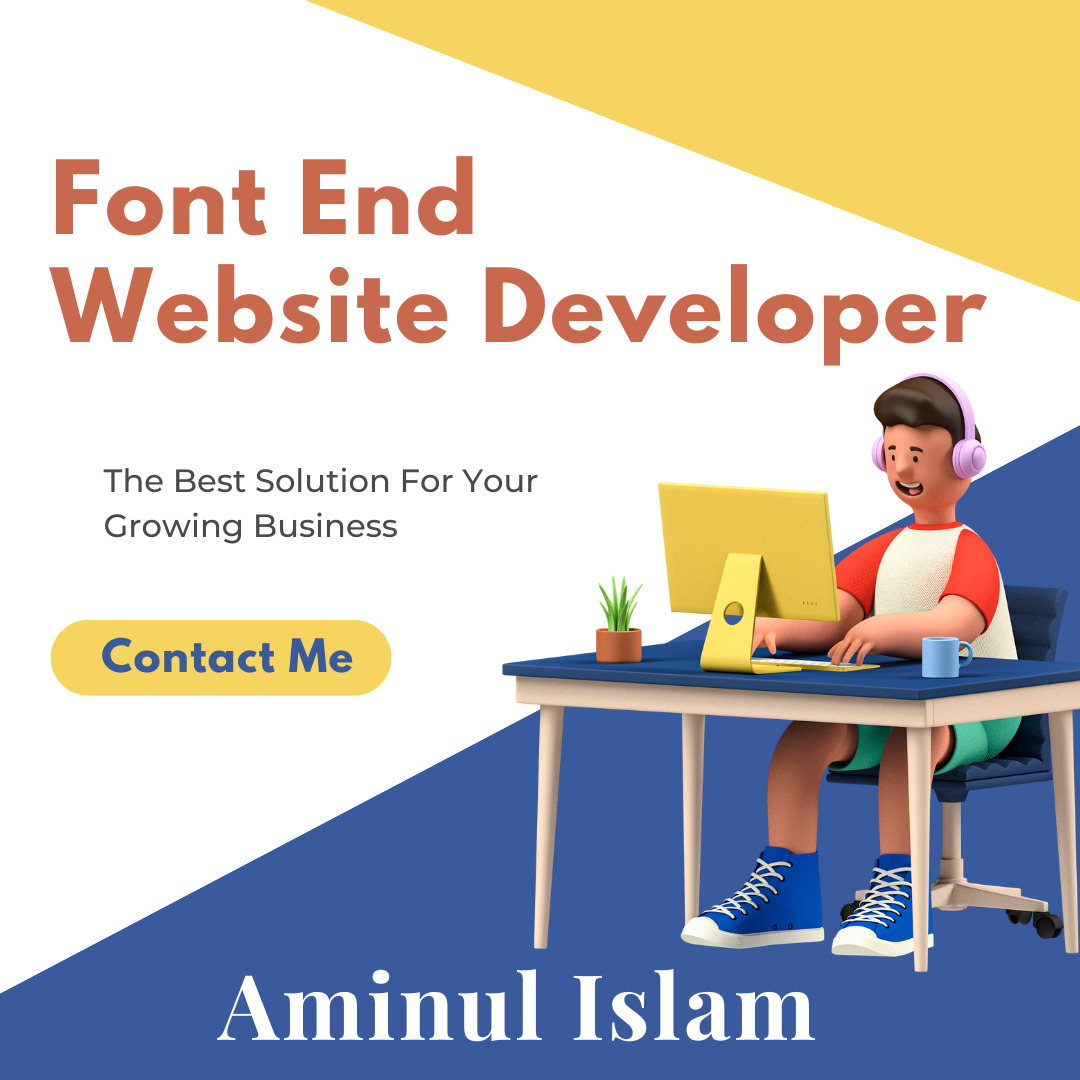 Font End
Website Developer
The Best Solution For Your
Growing Business
Contact Me
Aminul Islam